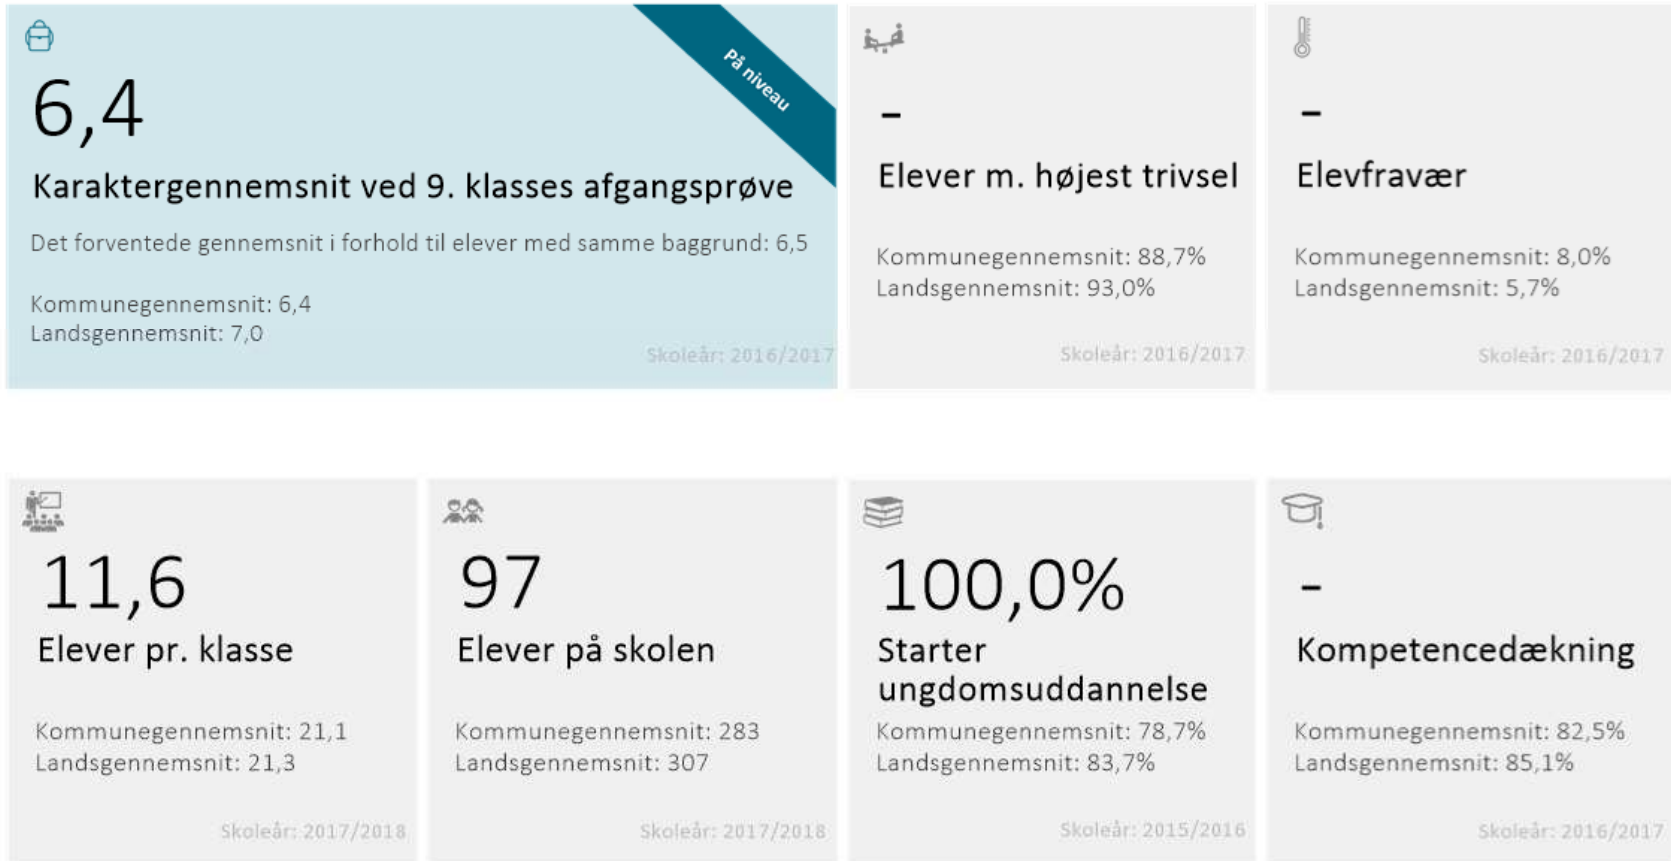 På niveau
6,4
Karaktergennemsnit ved 9. klasses afgangsprøve
Det forventede gennemsnit i forhold til elever med samme baggrund: 6,5
Kommunegennemsnit: 6,4
Landsgennemsnit: 7,0
Skoleår: 2016/2017
-
Elever m. højest trivsel
Kommunegennemsnit: 88,7%
Landsgennemsnit: 93,0%
Skoleår: 2016/2017
-
Elevfravær
Kommunegennemsnit: 8,0%
Landsgennemsnit: 5,7%
Skoleår: 2016/2017
11,6
Elever pr. klasse
Kommunegennemsnit: 21,1
Landsgennemsnit: 21,3
Skoleår: 2017/2018
97
Elever på skolen
Kommunegennemsnit: 283
Landsgennemsnit: 307
Skoleår: 2017/2018
100,0%
Starter
ungdomsuddannelse
Kommunegennemsnit: 78,7%
Landsgennemsnit: 83,7%
Skoleår: 2015/2016
-
Kompetencedækning
Kommunegennemsnit: 82,5%
Landsgennemsnit: 85,1%
Skoleår: 2016/2017